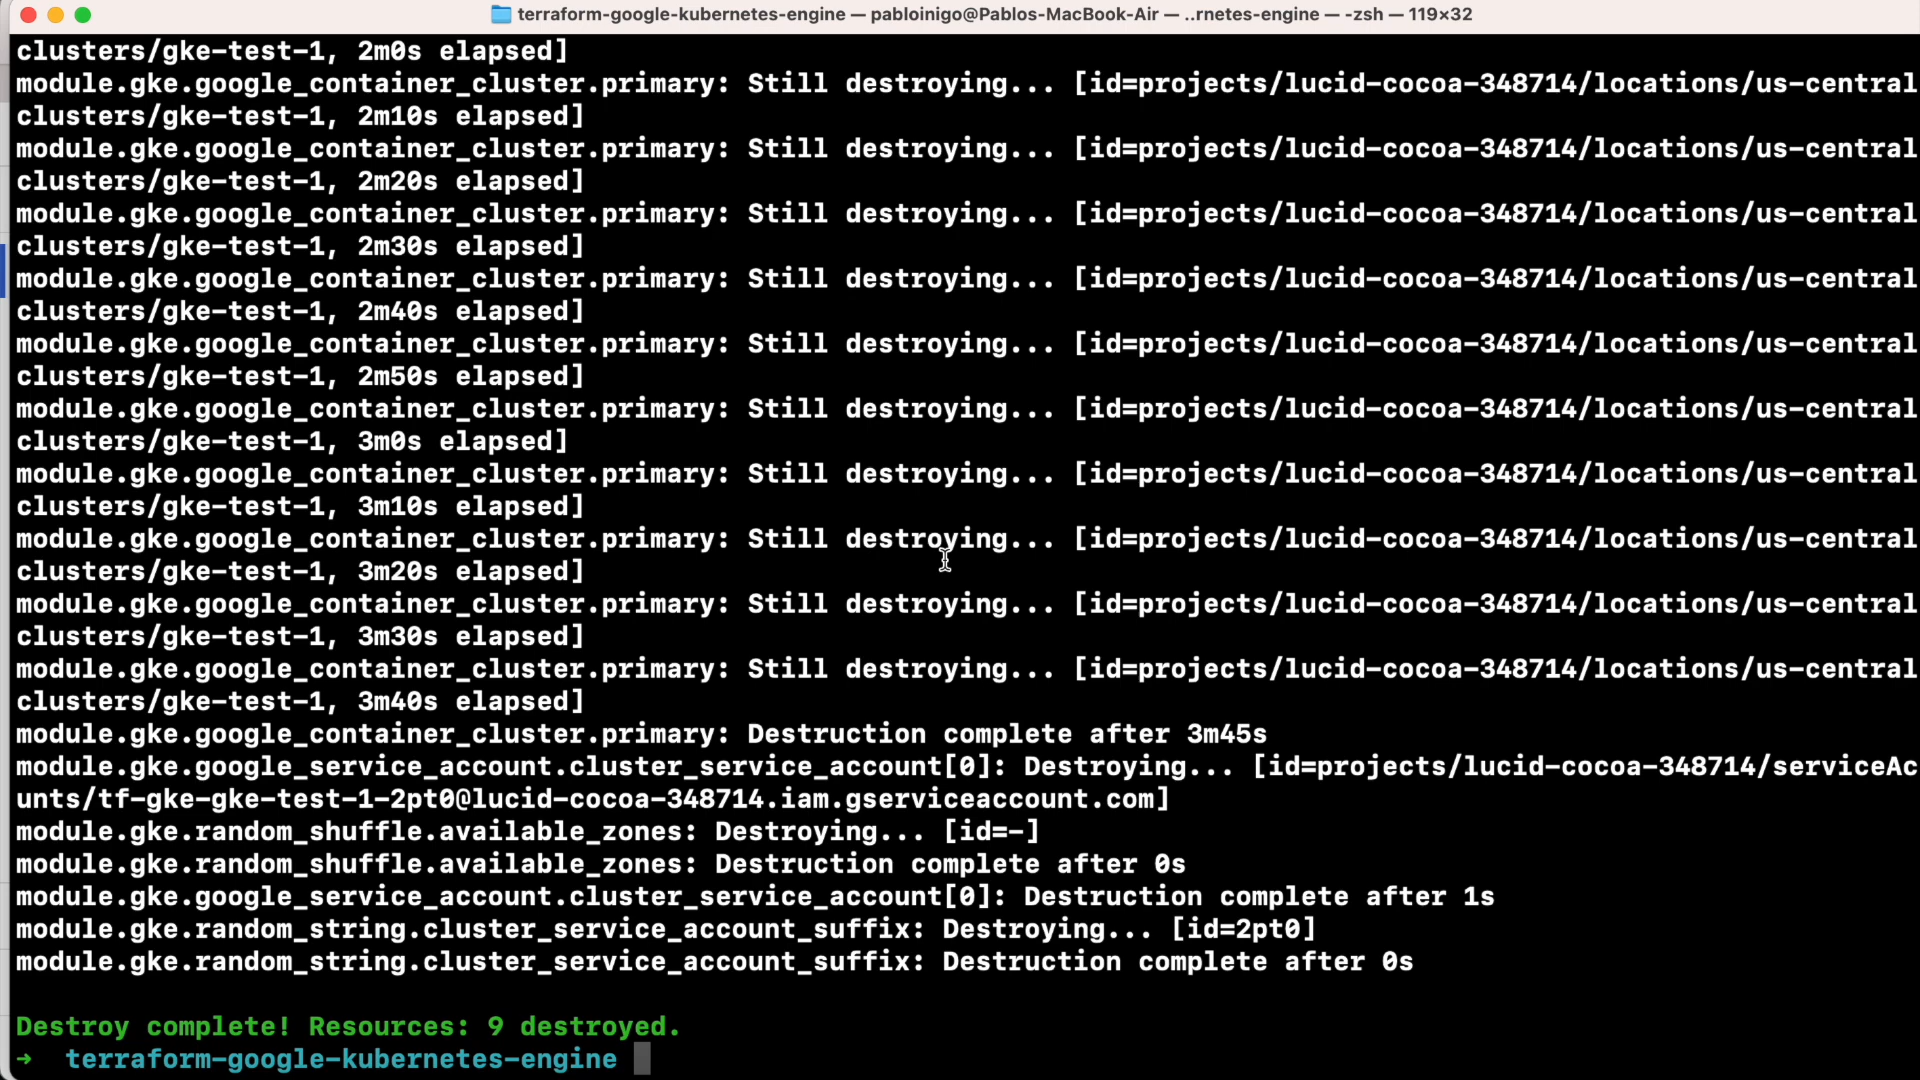 terraform-google-kubernetes-engine — pabloinigo@Pablos-MacBook-Air — ..rnetes-engine — -zsh — 119×32
clusters/gke-test-1, 2m0s elapsed]
module.gke.google_container_cluster.primary: Still destroying... [id=projects/lucid-cocoa-348714/locations/us-central
clusters/gke-test-1, 2m10s elapsed]
module.gke.google_container_cluster.primary: Still destroying... [id=projects/lucid-cocoa-348714/locations/us-central
clusters/gke-test-1, 2m20s elapsed]
module.gke.google_container_cluster.primary: Still destroying... [id=projects/lucid-cocoa-348714/locations/us-central
clusters/gke-test-1, 2m30s elapsed]
module.gke.google_container_cluster.primary: Still destroying... [id=projects/lucid-cocoa-348714/locations/us-central
clusters/gke-test-1, 2m40s elapsed]
module.gke.google_container_cluster.primary: Still destroying... [id=projects/lucid-cocoa-348714/locations/us-central
clusters/gke-test-1, 2m50s elapsed]
module.gke.google_container_cluster.primary: Still destroying... [id=projects/lucid-cocoa-348714/locations/us-central
clusters/gke-test-1, 3m0s elapsed]
module.gke.google_container_cluster.primary: Still destroying... [id=projects/lucid-cocoa-348714/locations/us-central
clusters/gke-test-1, 3m10s elapsed]
module.gke.google_container_cluster.primary: Still destroying... [id=projects/lucid-cocoa-348714/locations/us-central
clusters/gke-test-1, 3m20s elapsed]
module.gke.google_container_cluster.primary: Still destroying... [id=projects/lucid-cocoa-348714/locations/us-central
clusters/gke-test-1, 3m30s elapsed]
module.gke.google_container_cluster.primary: Still destroying... [id=projects/lucid-cocoa-348714/locations/us-central
clusters/gke-test-1, 3m40s elapsed]
module.gke.google_container_cluster.primary: Destruction complete after 3m45s
module.gke.google_service_account.cluster_service_account[0]: Destroying... [id=projects/lucid-cocoa-348714/serviceAc
unts/tf-gke-gke-test-1-2pt0@lucid-cocoa-348714.iam.gserviceaccount.com]
module.gke.random_shuffle.available_zones: Destroying... [id=-]
module.gke.random_shuffle.available_zones: Destruction complete after 0s
module.gke.google_service_account.cluster_service_account[0]: Destruction complete after 1s
module.gke.random_string.cluster_service_account_suffix: Destroying... [id=2pt0]
module.gke.random_string.cluster_service_account_suffix: Destruction complete after 0s
Destroy complete! Resources: 9 destroyed.
➜ terraform-google-kubernetes-engine